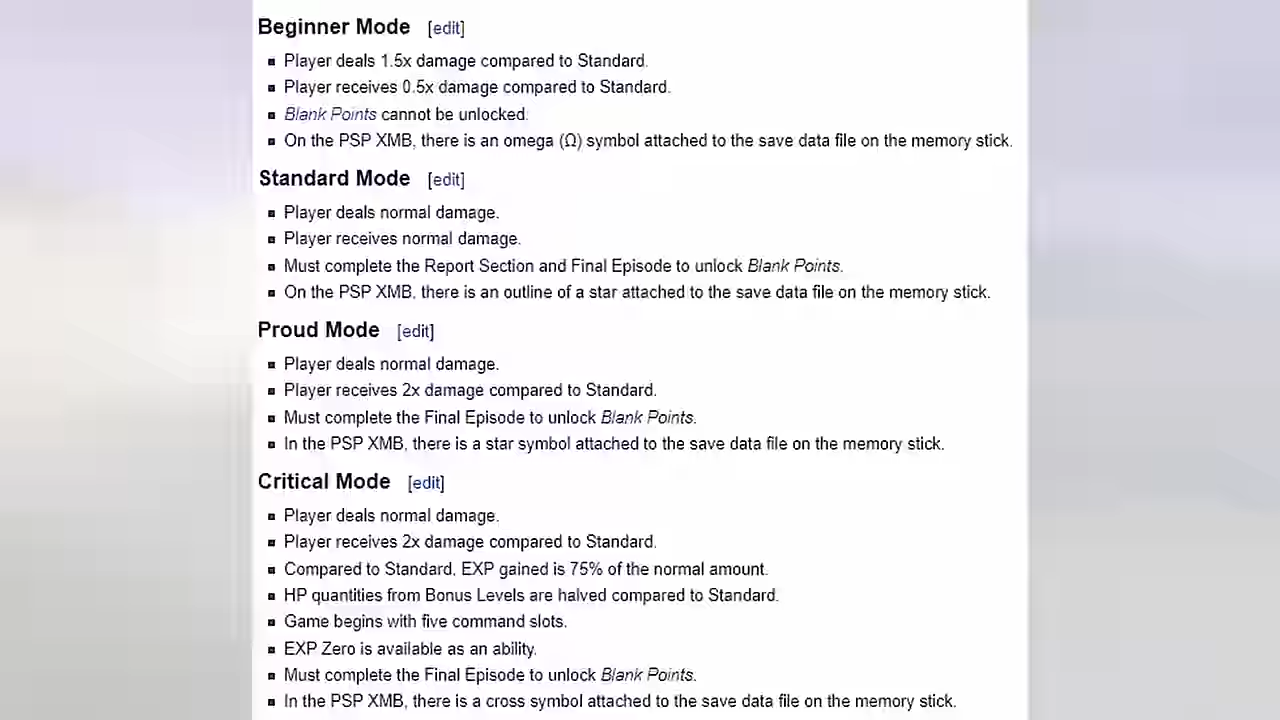 Beginner Mode [edit]
Player deals 1.5x damage compared to Standard.
Player receives 0.5x damage compared to Standard.
Blank Points cannot be unlocked.
On the PSP XMB, there is an omega (Ω) symbol attached to the save data file on the memory stick.
Standard Mode [edit]
Player deals normal damage.
Player receives normal damage.
Must complete the Report Section and Final Episode to unlock Blank Points.
On the PSP XMB, there is an outline of a star attached to the save data file on the memory stick.
Proud Mode [edit]
Player deals normal damage.
Player receives 2x damage compared to Standard.
Must complete the Final Episode to unlock Blank Points.
In the PSP XMB, there is a star symbol attached to the save data file on the memory stick.
Critical Mode [edit]
Player deals normal damage.
Player receives 2x damage compared to Standard.
Compared to Standard, EXP gained is 75% of the normal amount.
HP quantities from Bonus Levels are halved compared to Standard.
Game begins with five command slots.
EXP Zero is available as an ability.
Must complete the Final Episode to unlock Blank Points.
In the PSP XMB, there is a cross symbol attached to the save data file on the memory stick.